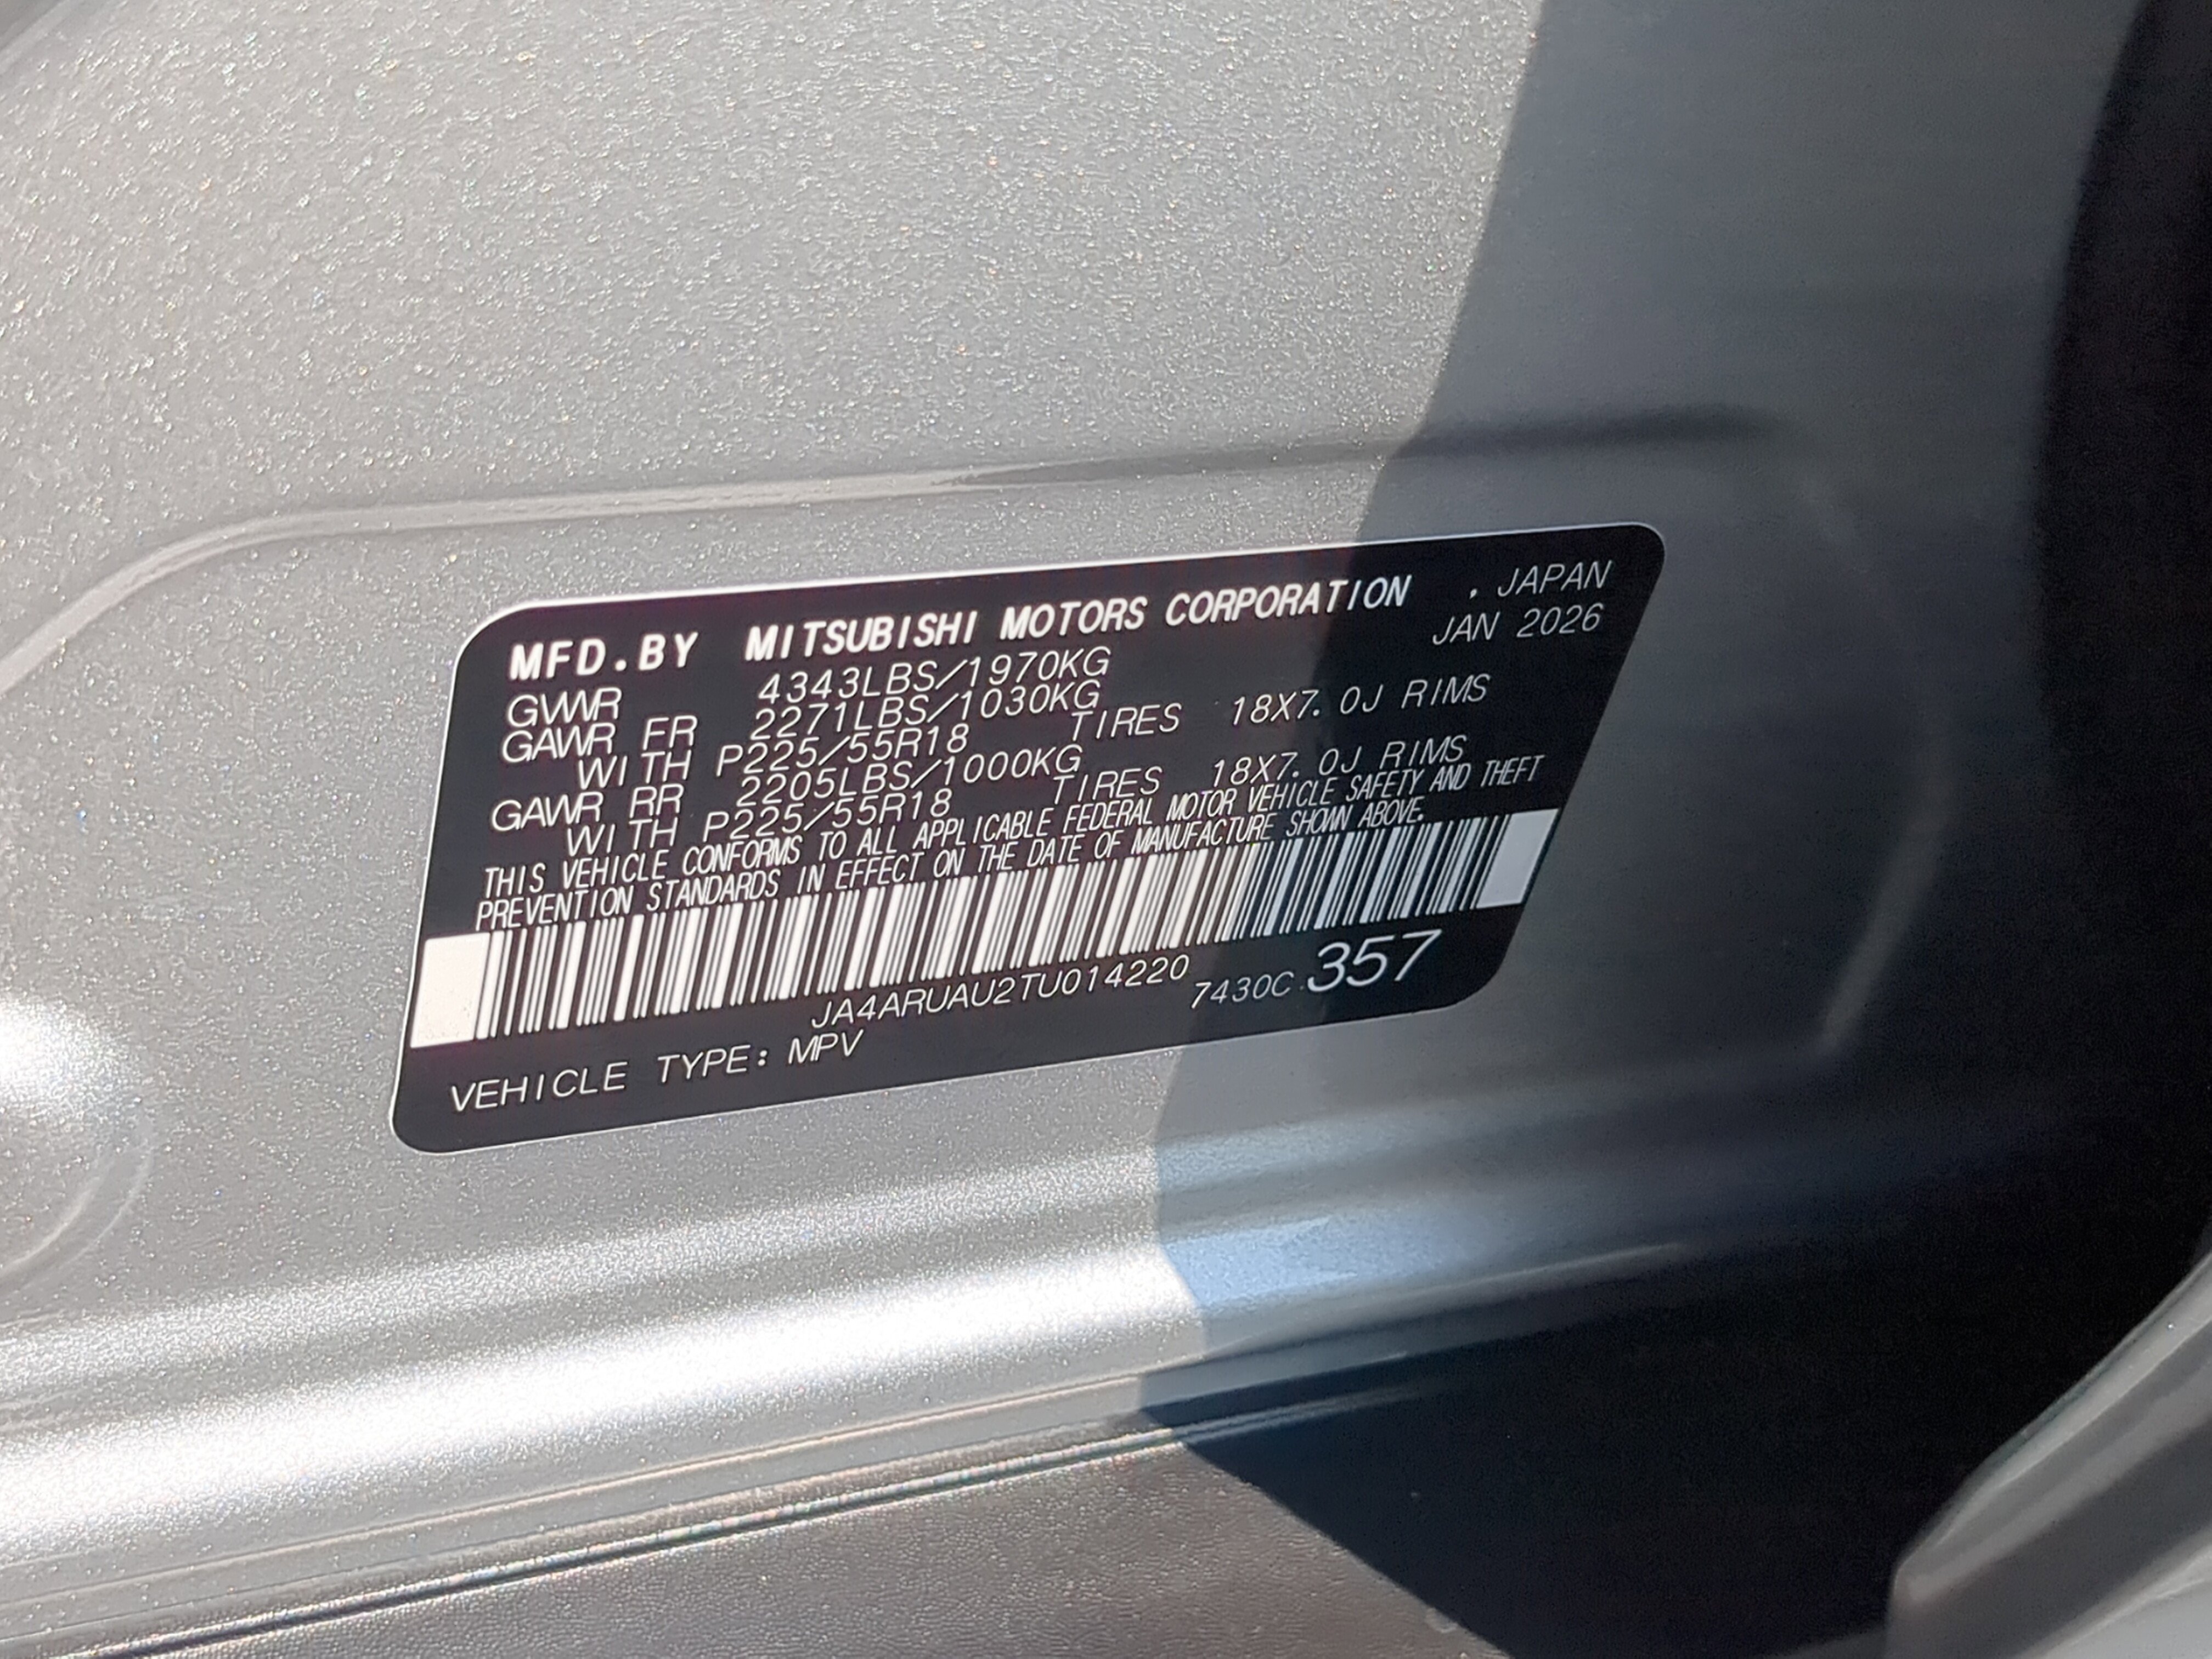 MFD.BY MITSUBISHI MOTORS CORPORATION . JAPAN
JAN 2026
GVWR 4343LBS/1970KG
GAWR FR 2271LBS/1030KG
WITH P225/55R18 TIRES 18X7.0J RIMS
GAWR RR 2205LBS/1000KG
WITH P225/55R18 TIRES 18X7.0J RIMS
THIS VEHICLE CONFORMS TO ALL APPLICABLE FEDERAL MOTOR VEHICLE SAFETY AND THEFT
PREVENTION STANDARDS IN EFFECT ON THE DATE OF MANUFACTURE SHOWN ABOVE.
JA4ARUAU2TU014220 7430C 357
VEHICLE TYPE: MPV